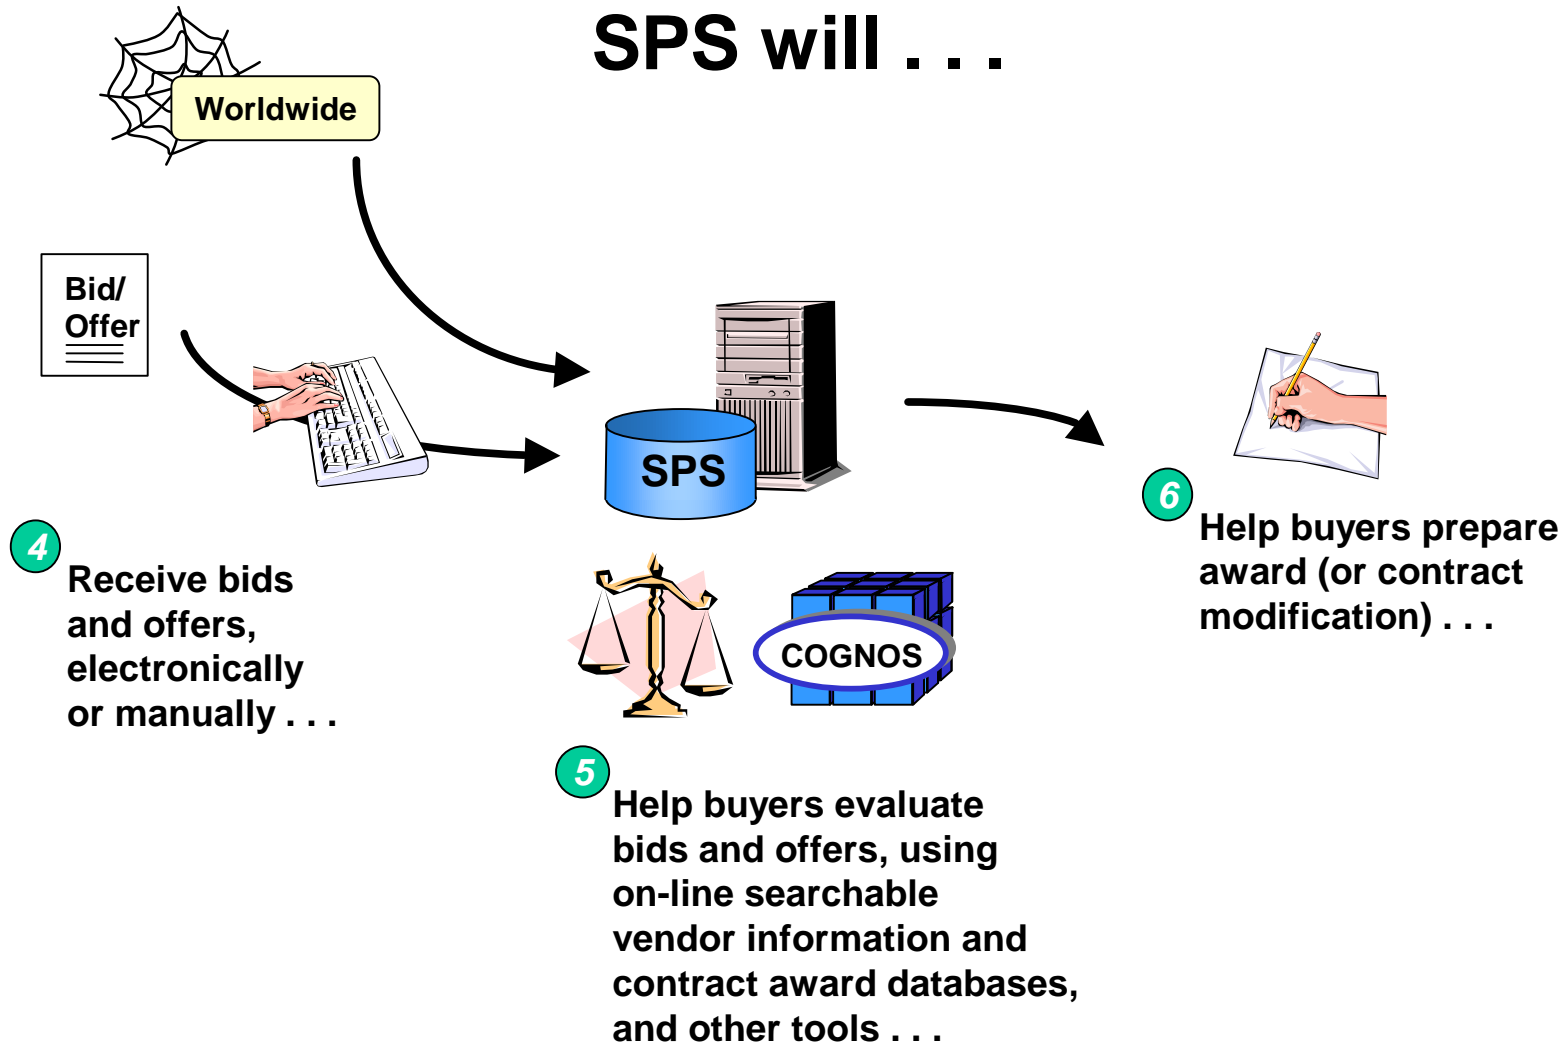 SPS will . . .
Worldwide
Bid/
Offer
SPS
4
Receive bids
and offers,
electronically
or manually . . .
COGNOS
5
Help buyers evaluate
bids and offers, using
on-line searchable
vendor information and
contract award databases,
and other tools . . .
6
Help buyers prepare
award (or contract
modification) . . .